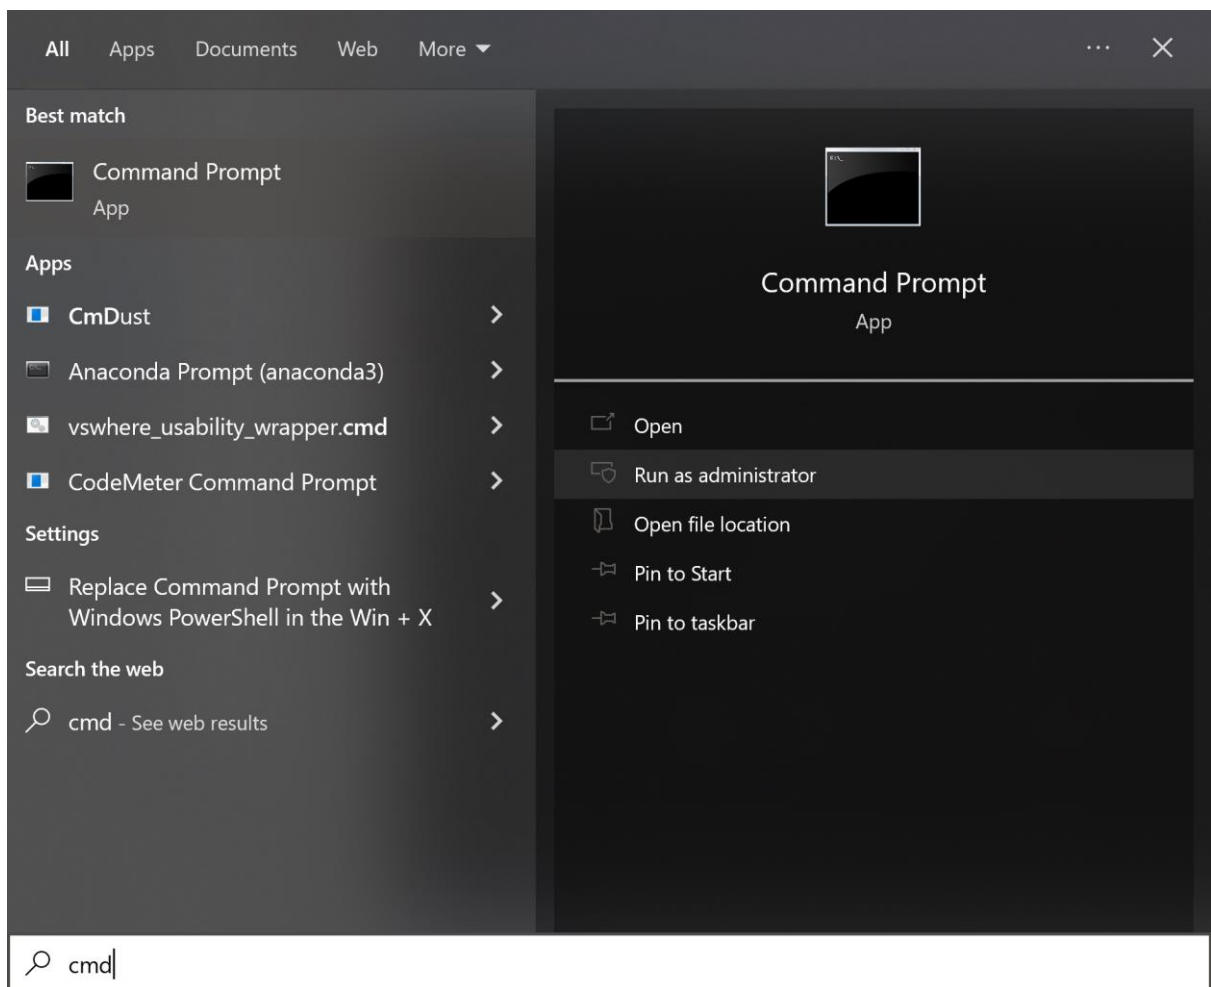 All Apps Documents Web More ...
Best match
Command Prompt
App
Apps
CmDust
Anaconda Prompt (anaconda3)
vswhere_usability_wrapper.cmd
CodeMeter Command Prompt
Settings
Replace Command Prompt with
Windows PowerShell in the Win + X
Search the web
cmd - See web results
Command Prompt
App
Open
Run as administrator
Open file location
Pin to Start
Pin to taskbar
cmd